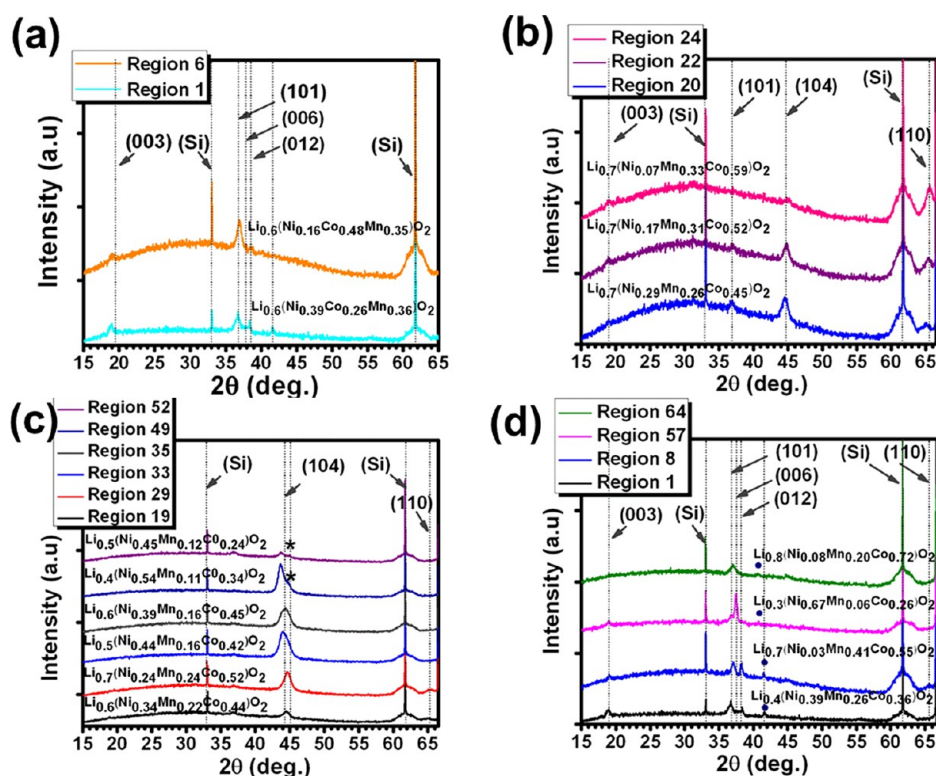 (a)
Region 6
Region 1
(101)
(006)
(012)
(003) (Si)
(Si)
Li0.6(Ni0.16Co0.48Mn0.35)O2
Li0.6(Ni0.39Co0.26Mn0.36)O2
Intensity (a.u)
15 20 25 30 35 40 45 50 55 60 65
2θ (deg.)
(b)
Region 24
Region 22
Region 20
(Si)
(101) (104)
(003) (Si)
(110)
Li0.7(Ni0.07Mn0.33Co0.59)O2
Li0.7(Ni0.17Mn0.31Co0.52)O2
Li0.7(Ni0.29Mn0.26Co0.45)O2
Intensity (a.u)
15 20 25 30 35 40 45 50 55 60 65
2θ (deg.)
(c)
Region 52
Region 49
Region 35
Region 33
Region 29
Region 19
(Si) (104) (Si)
(110)
Li0.5(Ni0.45Mn0.12C0.24)O2
*
Li0.4(Ni0.54Mn0.11C0.34)O2
*
Li0.6(Ni0.39Mn0.16Co0.45)O2
Li0.5(Ni0.44Mn0.16Co0.42)O2
Li0.7(Ni0.24Mn0.24Co0.52)O2
Li0.6(Ni0.34Mn0.22Co0.44)O2
Intensity (a.u)
15 20 25 30 35 40 45 50 55 60 65
2θ (deg.)
(d)
Region 64
Region 57
Region 8
Region 1
(101)
(006)
(012)
(Si) (110)
(003) (Si)
Li0.8(Ni0.08Mn0.20Co0.72)O2
Li0.3(Ni0.67Mn0.06Co0.26)O2
Li0.7(Ni0.03Mn0.41Co0.55)O2
Li0.4(Ni0.39Mn0.26Co0.36)O2
Intensity (a.u)
15 20 25 30 35 40 45 50 55 60 65
2θ (deg.)